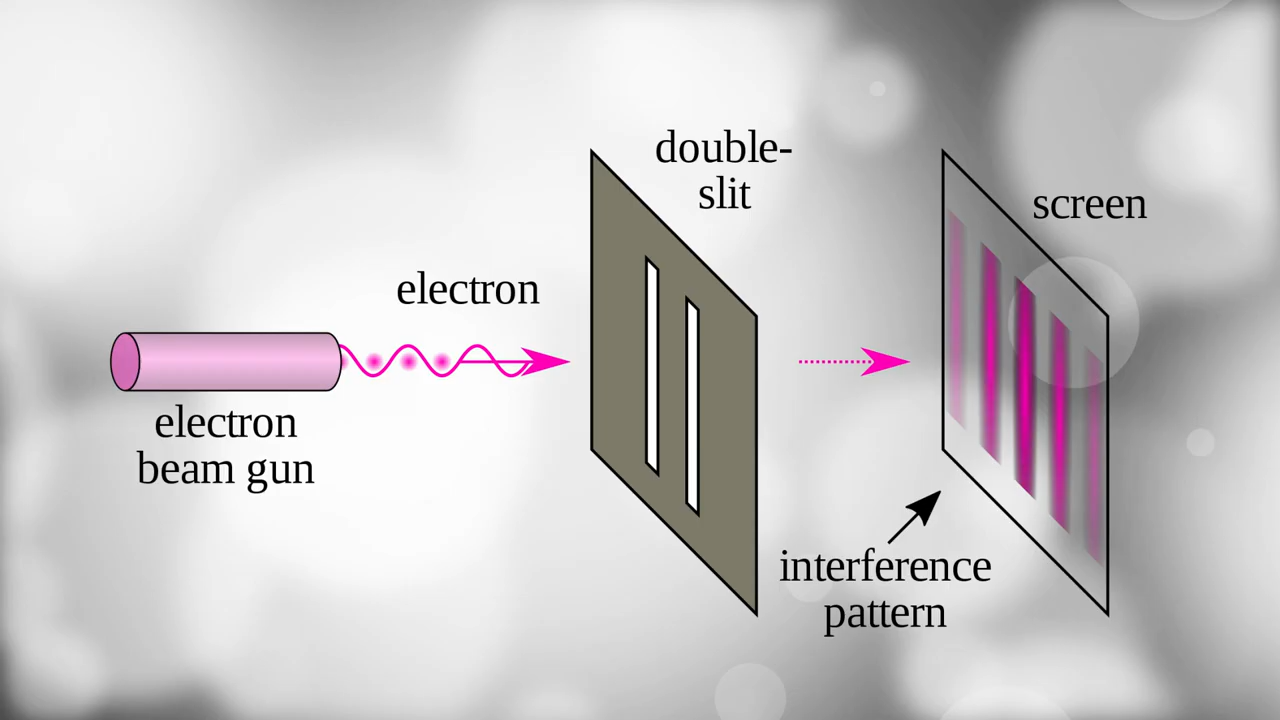 double-
slit
screen
electron
electron
beam gun
interference
pattern